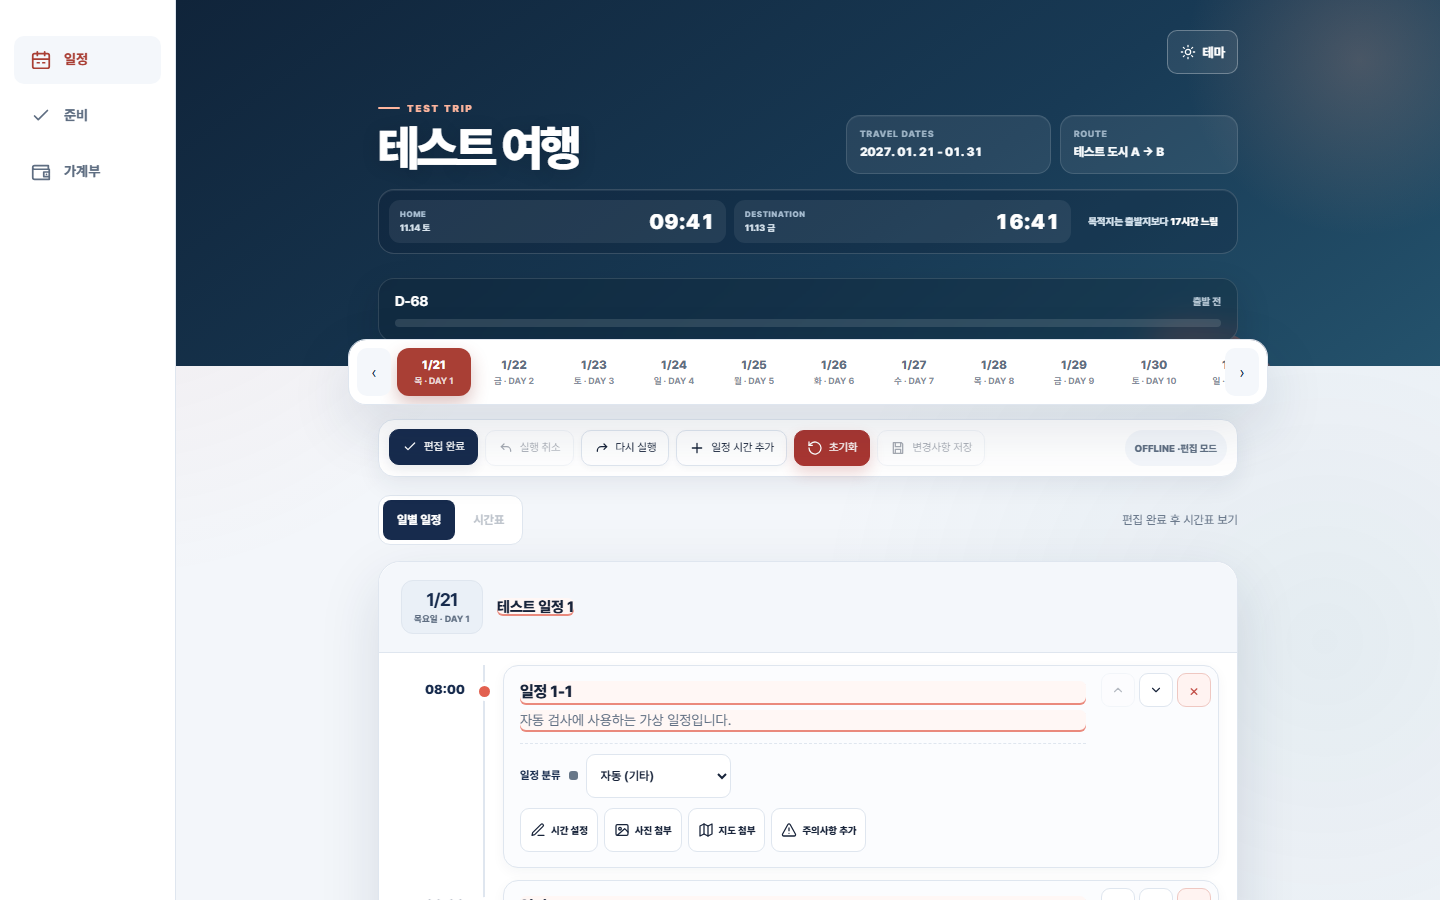 일정
준비
가계부
테마
TEST TRIP
테스트 여행
TRAVEL DATES
2027. 01. 21 - 01. 31
ROUTE
테스트 도시 A → B
HOME
11.14 토
09:41
DESTINATION
11.13 금
16:41
목적지는 출발지보다 17시간 느림
D-68
출발 전
‹
1/21
목 · DAY 1
1/22
금 · DAY 2
1/23
토 · DAY 3
1/24
일 · DAY 4
1/25
월 · DAY 5
1/26
화 · DAY 6
1/27
수 · DAY 7
1/28
목 · DAY 8
1/29
금 · DAY 9
1/30
토 · DAY 10
›
편집 완료
실행 취소
다시 실행
일정 시간 추가
초기화
변경사항 저장
OFFLINE ·편집 모드
일별 일정
시간표
편집 완료 후 시간표 보기
1/21
목요일 · DAY 1
테스트 일정 1
08:00
일정 1-1
자동 검사에 사용하는 가상 일정입니다.
일정 분류
자동 (기타)
시간 설정
사진 첨부
지도 첨부
주의사항 추가